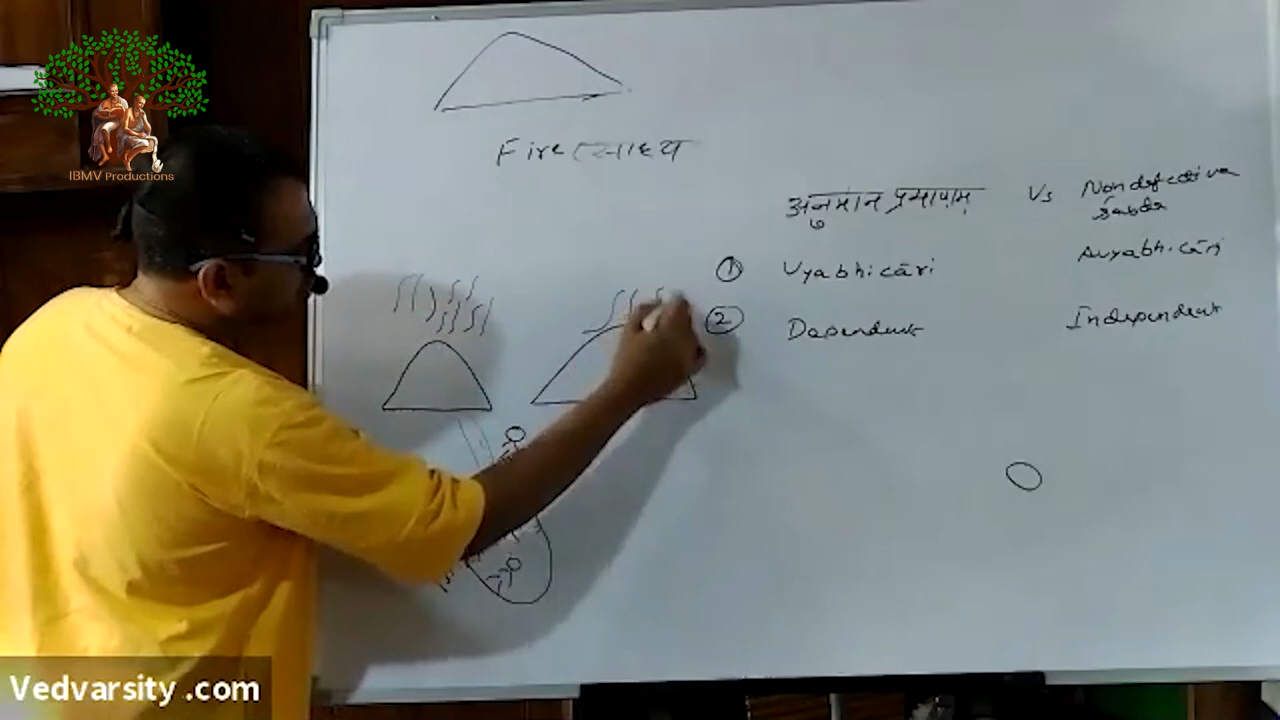 IBMV Productions
Fire साध्य
अनुमान प्रमाणम् Vs Nondefective
Śabda
① Vyabhicāri Avyabhicāri
② Dependent Independent
Vedvarsity .com